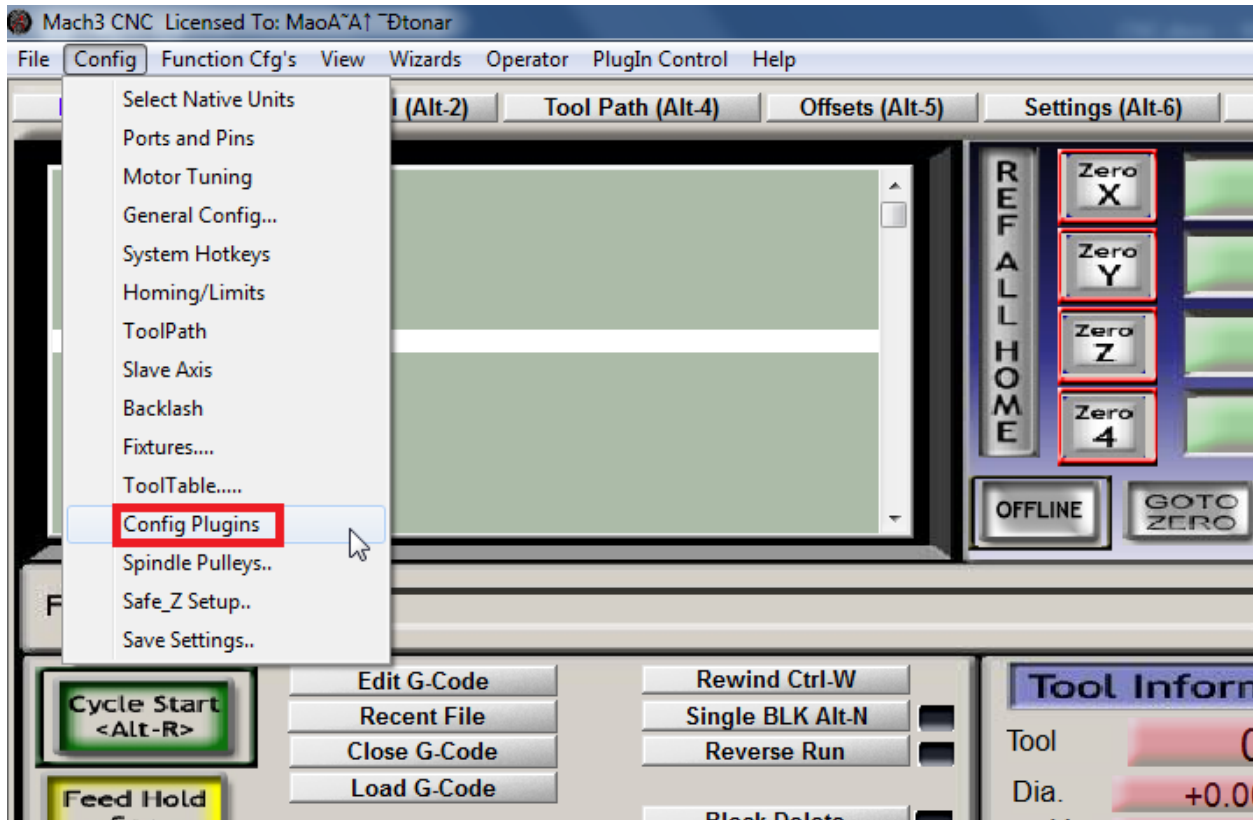 Mach3 CNC Licensed To: MaoA˜A↑ ¯Ðtonar
File Config Function Cfg's View Wizards Operator PlugIn Control Help
(Alt-2) Tool Path (Alt-4) Offsets (Alt-5) Settings (Alt-6)
Select Native Units
Ports and Pins
Motor Tuning
General Config...
System Hotkeys
Homing/Limits
ToolPath
Slave Axis
Backlash
Fixtures....
ToolTable.....
Config Plugins
Spindle Pulleys..
Safe_Z Setup..
Save Settings..
REF ALL HOME
Zero
X
Zero
Y
Zero
Z
Zero
4
OFFLINE
GOTO
ZERO
Cycle Start
<Alt-R>
Feed Hold
Edit G-Code
Recent File
Close G-Code
Load G-Code
Rewind Ctrl-W
Single BLK Alt-N
Reverse Run
Block Delete
Tool Inform
Tool 0
Dia. +0.00